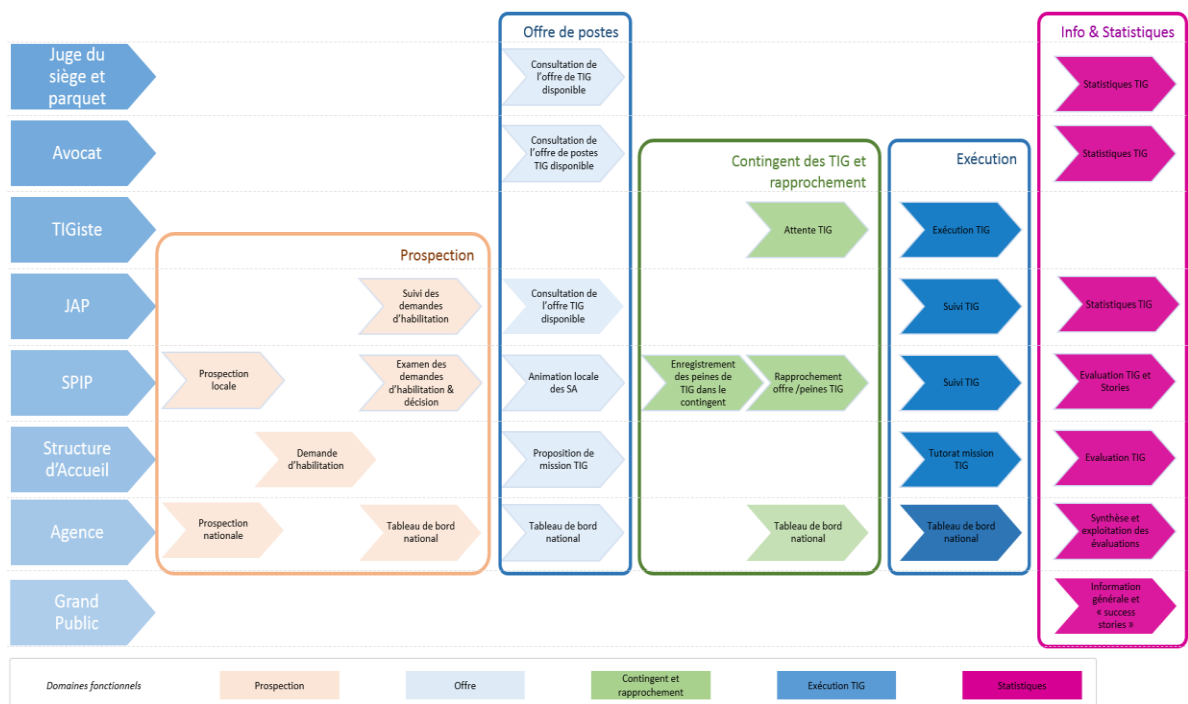 Offre de postes
Info & Statistiques
Juge du
siège et
parquet
Consultation de
l'offre de TIG
disponible
Statistiques TIG
Avocat
Consultation de
l'offre de postes
TIG disponible
Contingent des TIG et
rapprochement
Exécution
Statistiques TIG
TIGiste
Attente TIG
Exécution TIG
Prospection
JAP
Suivi des
demandes
d'habilitation
Consultation de
l'offre TIG
disponible
Suivi TIG
Statistiques TIG
SPIP
Prospection
locale
Examen des
demandes
d'habilitation &
décision
Animation locale
des SA
Enregistrement
des peines de
TIG dans le
contingent
Rapprochement
offre /peines TIG
Suivi TIG
Evaluation TIG et
Stories
Structure
d'Accueil
Demande
d'habilitation
Proposition de
mission TIG
Tutorat mission
TIG
Evaluation TIG
Agence
Prospection
nationale
Tableau de bord
national
Tableau de bord
national
Tableau de bord
national
Tableau de bord
national
Synthèse et
exploitation des
évaluations
Grand
Public
Information
générale et
« success
stories »
Domaines fonctionnels
Prospection
Offre
Contingent et
rapprochement
Exécution TIG
Statistiques